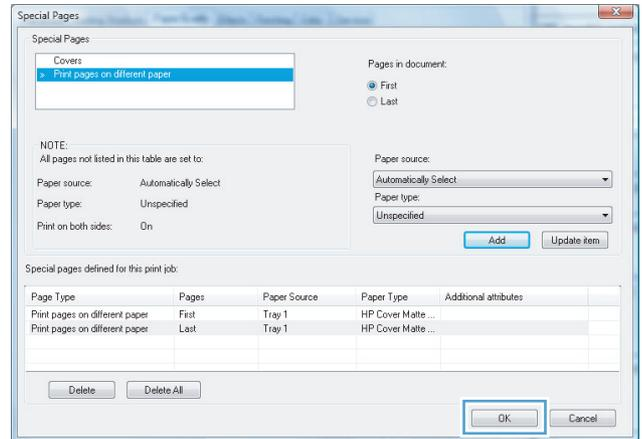 Special Pages
Special Pages
Covers
» Print pages on different paper
Pages in document:
First
Last
NOTE:
All pages not listed in this table are set to:
Paper source: Automatically Select
Paper type: Unspecified
Print on both sides: On
Paper source:
Automatically Select
Paper type:
Unspecified
Add Update item
Special pages defined for this print job:
Page Type Pages Paper Source Paper Type Additional attributes
Print pages on different paper First Tray 1 HP Cover Matte ...
Print pages on different paper Last Tray 1 HP Cover Matte ...
Delete Delete All
OK Cancel